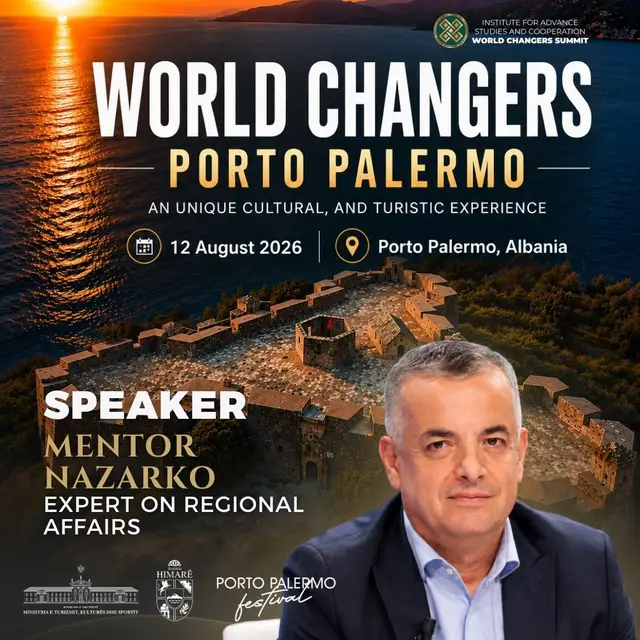 INSTITUTE FOR ADVANCE
STUDIES AND COOPERATION
WORLD CHANGERS SUMMIT
WORLD CHANGERS
PORTO PALERMO
AN UNIQUE CULTURAL, AND TURISTIC EXPERIENCE
12 August 2026
Porto Palermo, Albania
SPEAKER
MENTOR
NAZARKO
EXPERT ON REGIONAL
AFFAIRS
MINISTRIA E TURIZMIT, KULTURËS DHE SPORTIT
HIMARË
PORTO PALERMO
festival